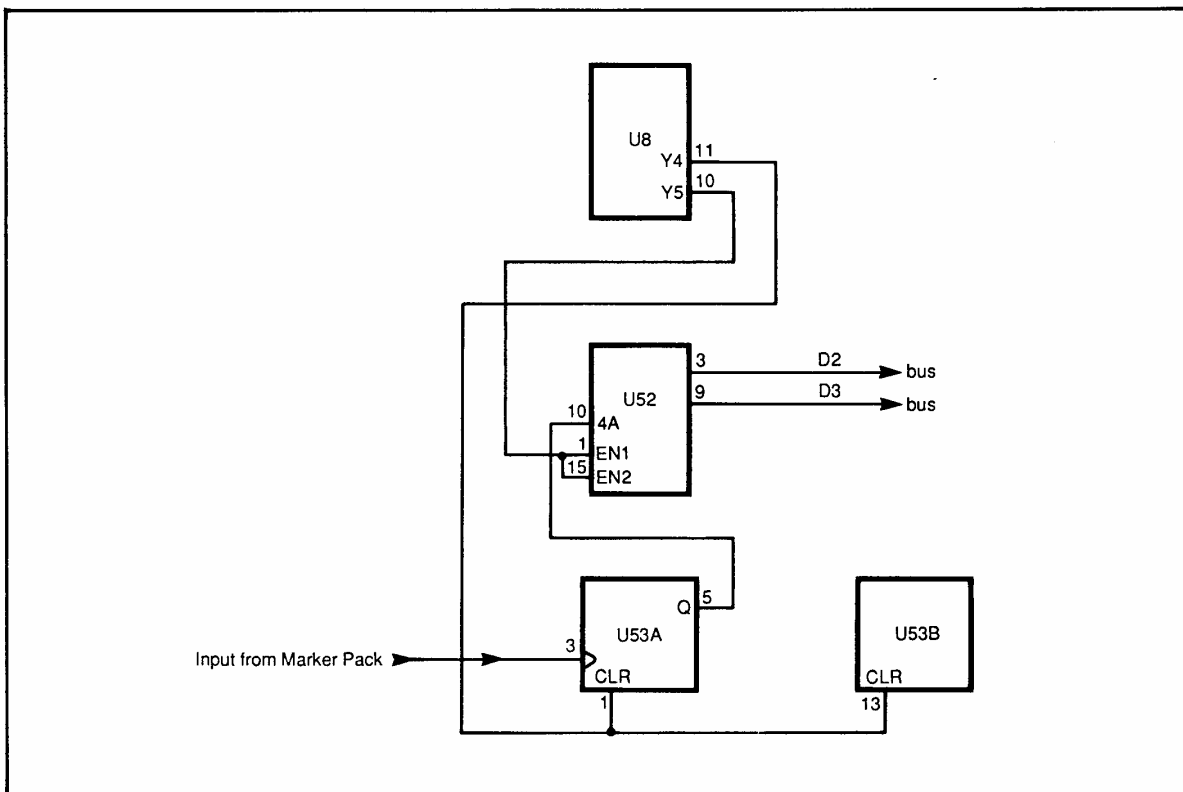 U8
Y4 11
Y5 10
U52
3 D2 bus
9 D3 bus
10 4A
1 EN1
15 EN2
Q 5
U53A
U53B
Input from Marker Pack 3
CLR
1
CLR
13